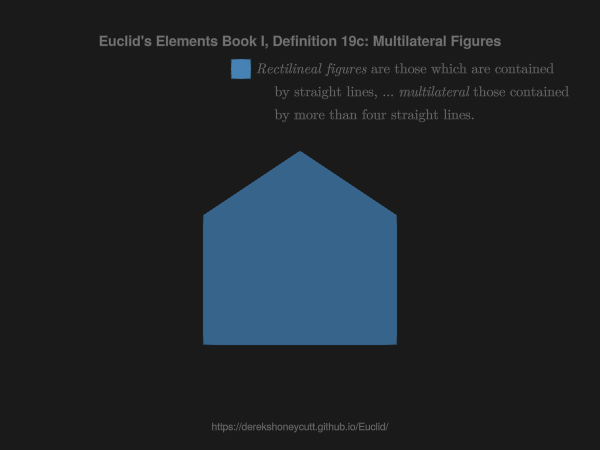 Euclid's Elements Book I, Definition 19c: Multilateral Figures
Rectilineal figures are those which are contained
by straight lines, ... multilateral those contained
by more than four straight lines.
https://derekshoneycutt.github.io/Euclid/